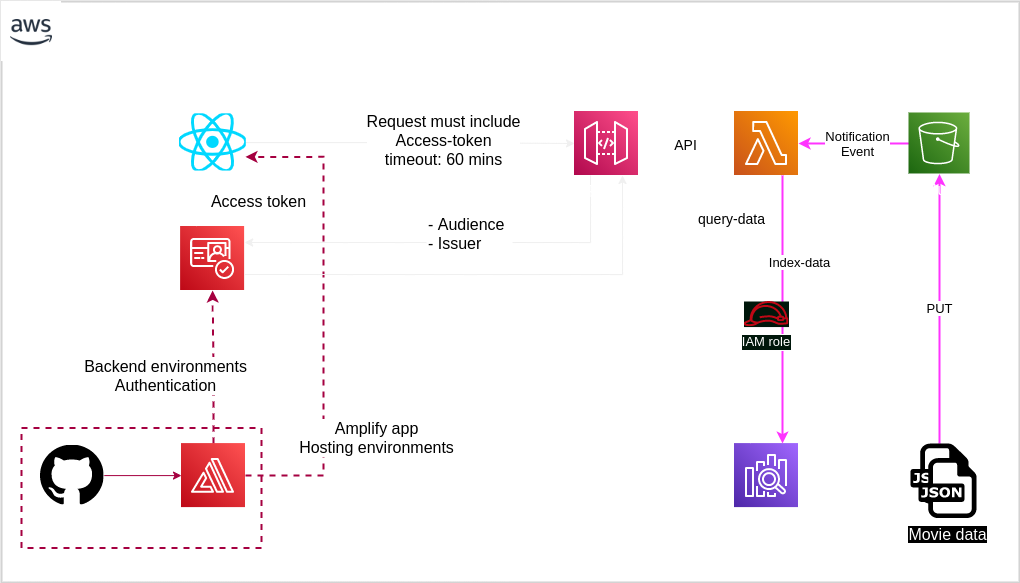 aws
Request must include
Access-token
timeout: 60 mins
API
Notification
Event
Access token
- Audience
- Issuer
query-data
Index-data
PUT
IAM role
Backend environments
Authentication
Amplify app
Hosting environments
JS
JSON
Movie data